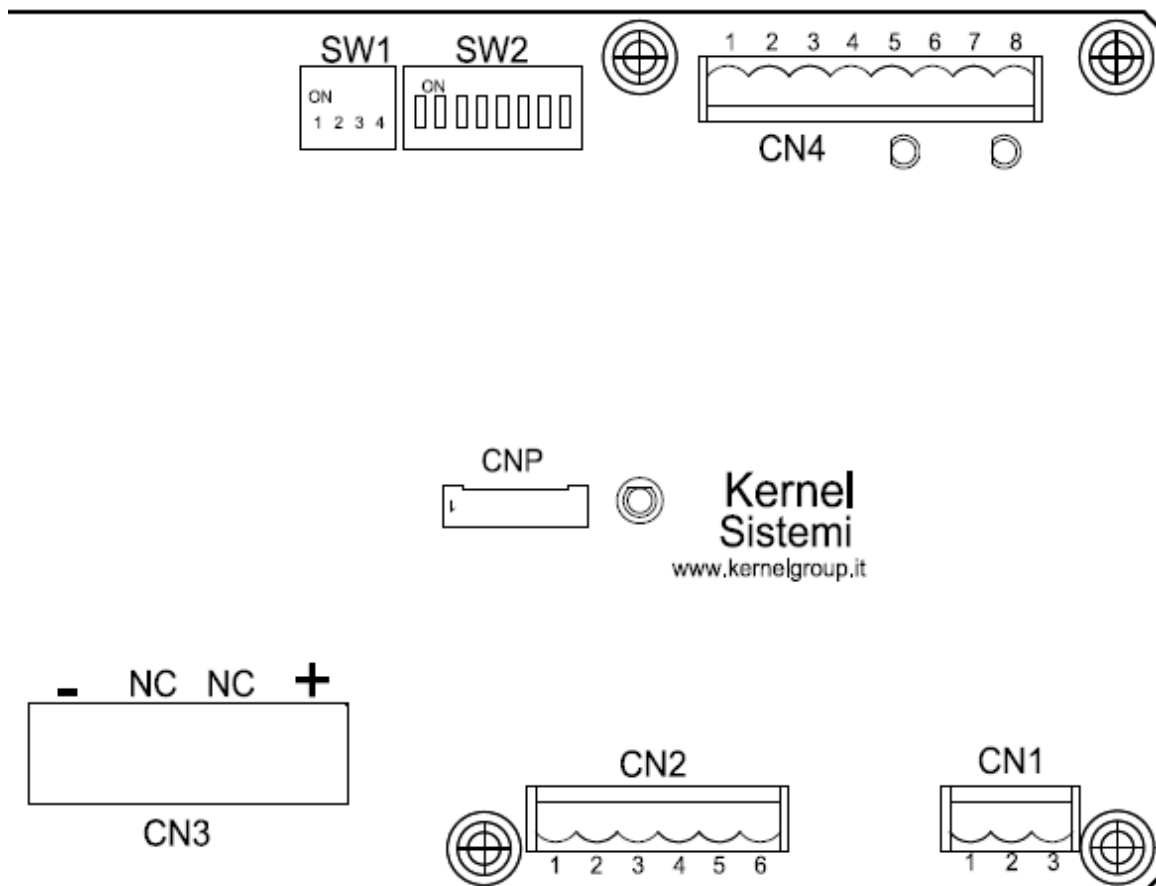 SW1 SW2
1 2 3 4 5 6 7 8
ON
ON
1 2 3 4
CN4
CNP
1
Kernel
Sistemi
www.kernelgroup.it
- NC NC +
CN3
CN2
1 2 3 4 5 6
CN1
1 2 3